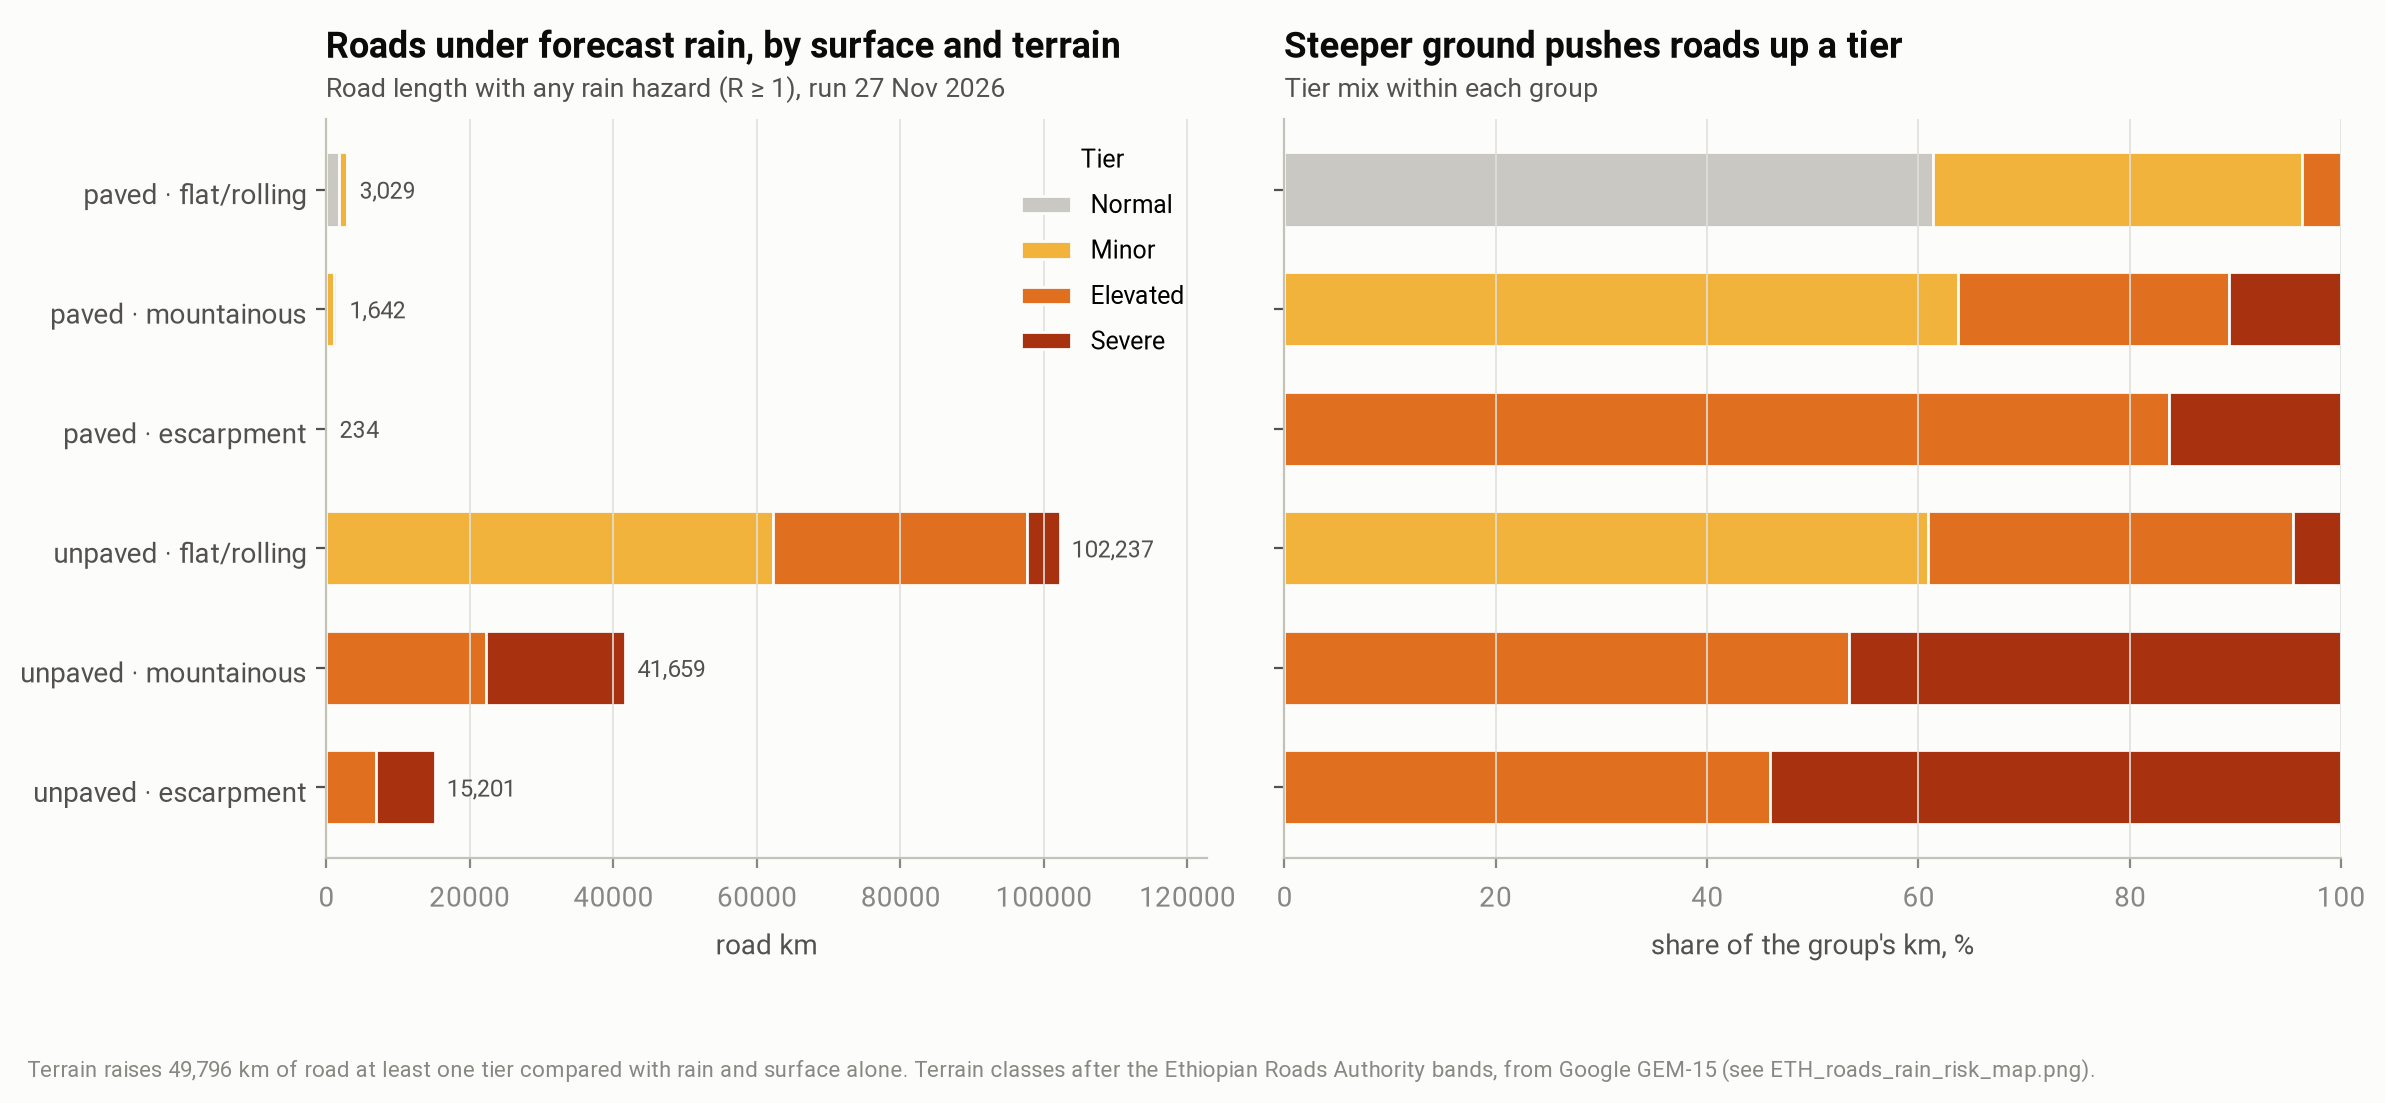 Roads under forecast rain, by surface and terrain
Road length with any rain hazard (R ≥ 1), run 27 Nov 2026
Tier
Normal
Minor
Elevated
Severe
paved · flat/rolling
3,029
paved · mountainous
1,642
paved · escarpment
234
unpaved · flat/rolling
102,237
unpaved · mountainous
41,659
unpaved · escarpment
15,201
0 20000 40000 60000 80000 100000 120000
road km
Steeper ground pushes roads up a tier
Tier mix within each group
0 20 40 60 80 100
share of the group's km, %
Terrain raises 49,796 km of road at least one tier compared with rain and surface alone. Terrain classes after the Ethiopian Roads Authority bands, from Google GEM-15 (see ETH_roads_rain_risk_map.png).